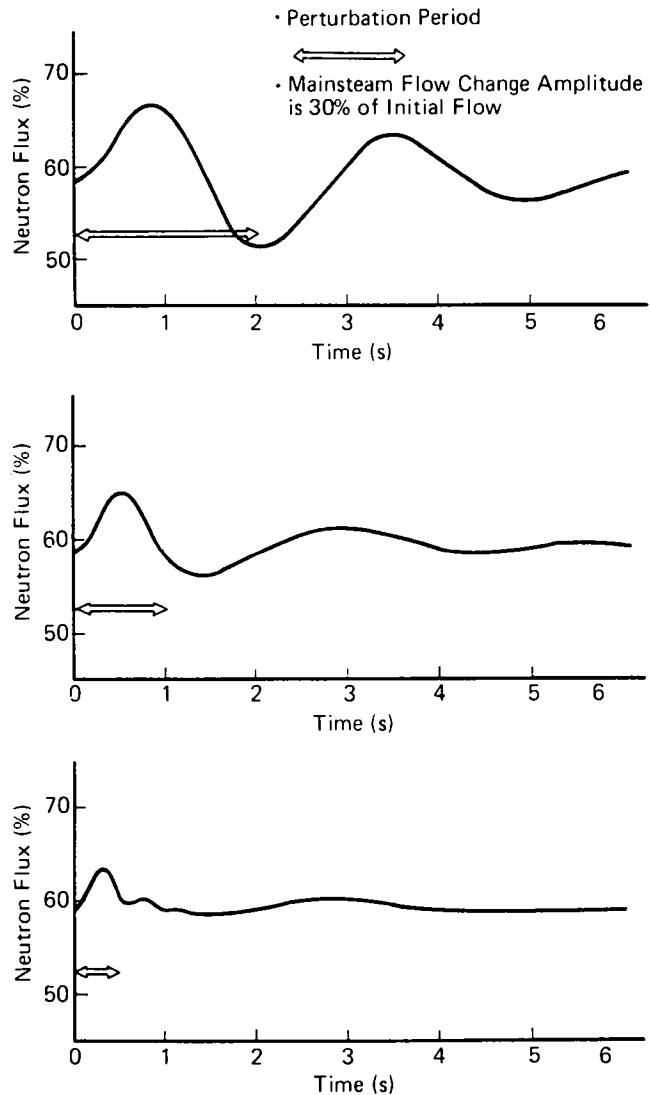 · Perturbation Period
· Mainsteam Flow Change Amplitude
is 30% of Initial Flow
Neutron Flux (%)
70
60
50
0 1 2 3 4 5 6
Time (s)
Neutron Flux (%)
70
60
50
0 1 2 3 4 5 6
Time (s)
Neutron Flux (%)
70
60
50
0 1 2 3 4 5 6
Time (s)